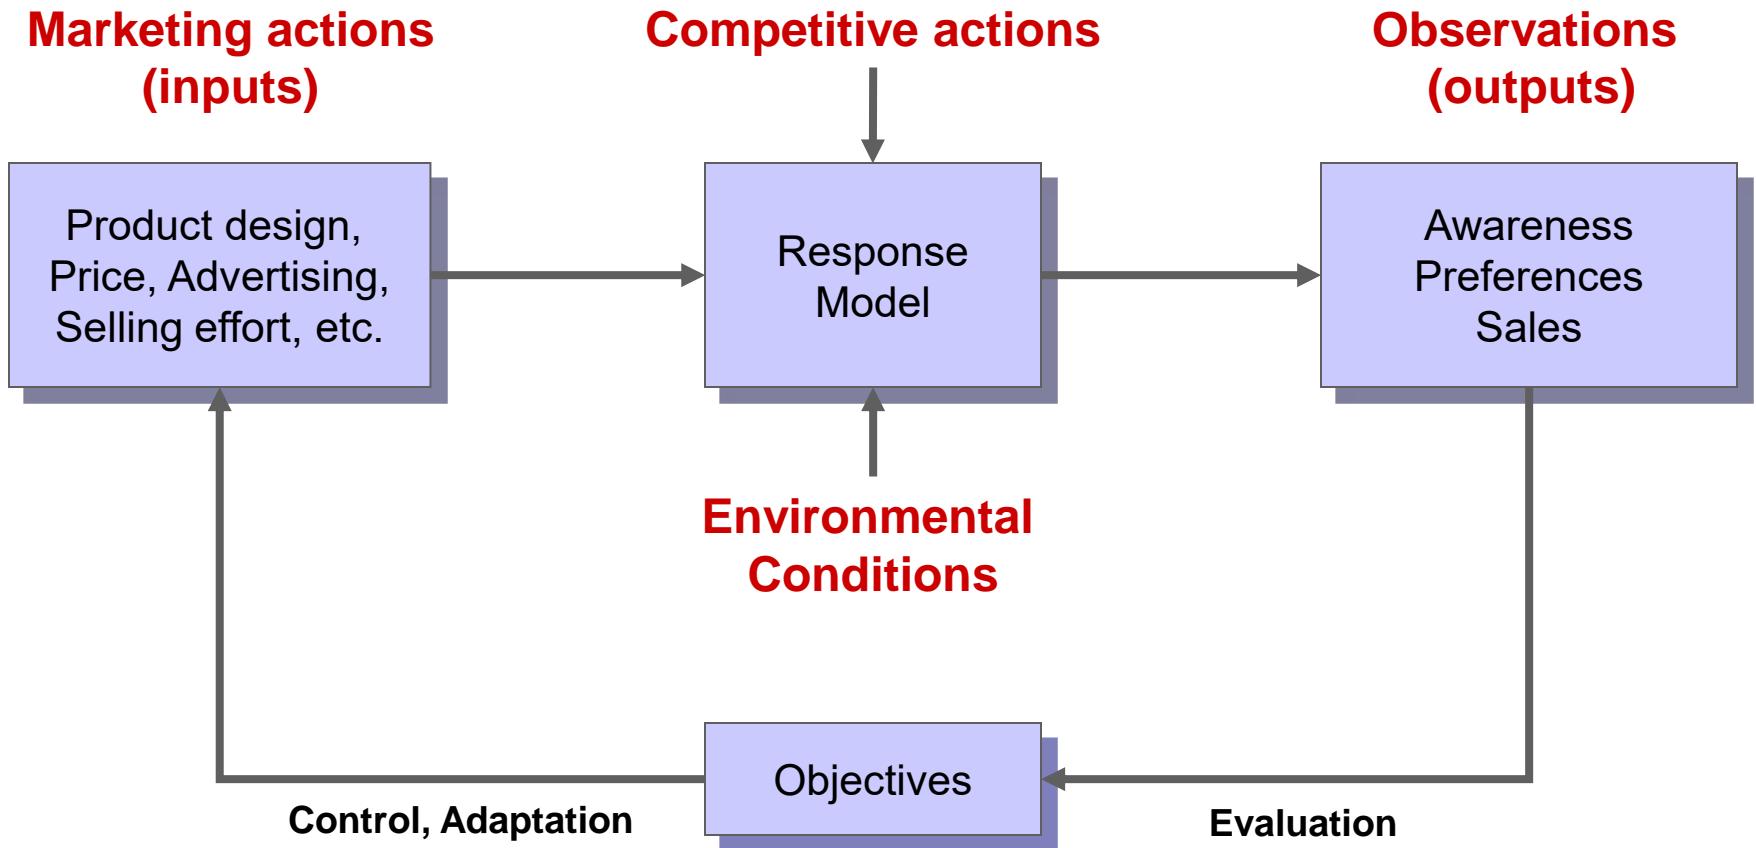 Marketing actions
(inputs)
Competitive actions
Observations
(outputs)
Product design,
Price, Advertising,
Selling effort, etc.
Response
Model
Awareness
Preferences
Sales
Environmental
Conditions
Objectives
Control, Adaptation
Evaluation